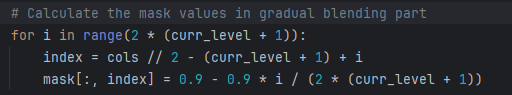 # Calculate the mask values in gradual blending part
for i in range(2 * (curr_level + 1)):
    index = cols // 2 - (curr_level + 1) + i
    mask[:, index] = 0.9 - 0.9 * i / (2 * (curr_level + 1))